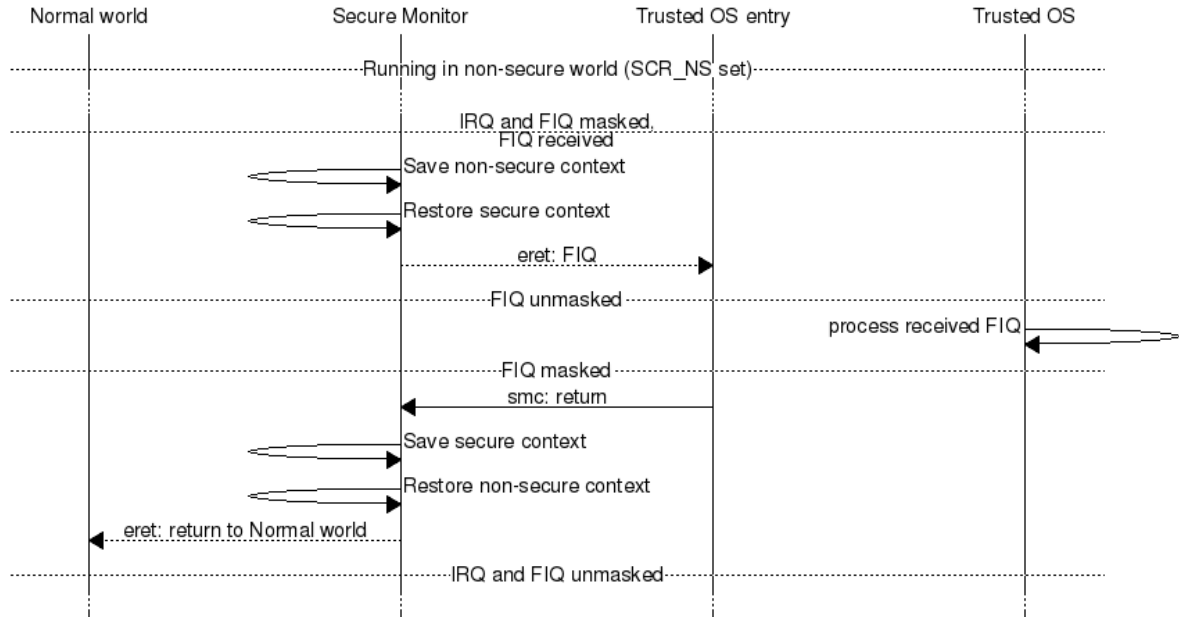 Normal world
Secure Monitor
Trusted OS entry
Trusted OS
Running in non-secure world (SCR_NS set)
IRQ and FIQ masked,
FIQ received
Save non-secure context
Restore secure context
eret: FIQ
FIQ unmasked
process received FIQ
FIQ masked
smc: return
Save secure context
Restore non-secure context
eret: return to Normal world
IRQ and FIQ unmasked